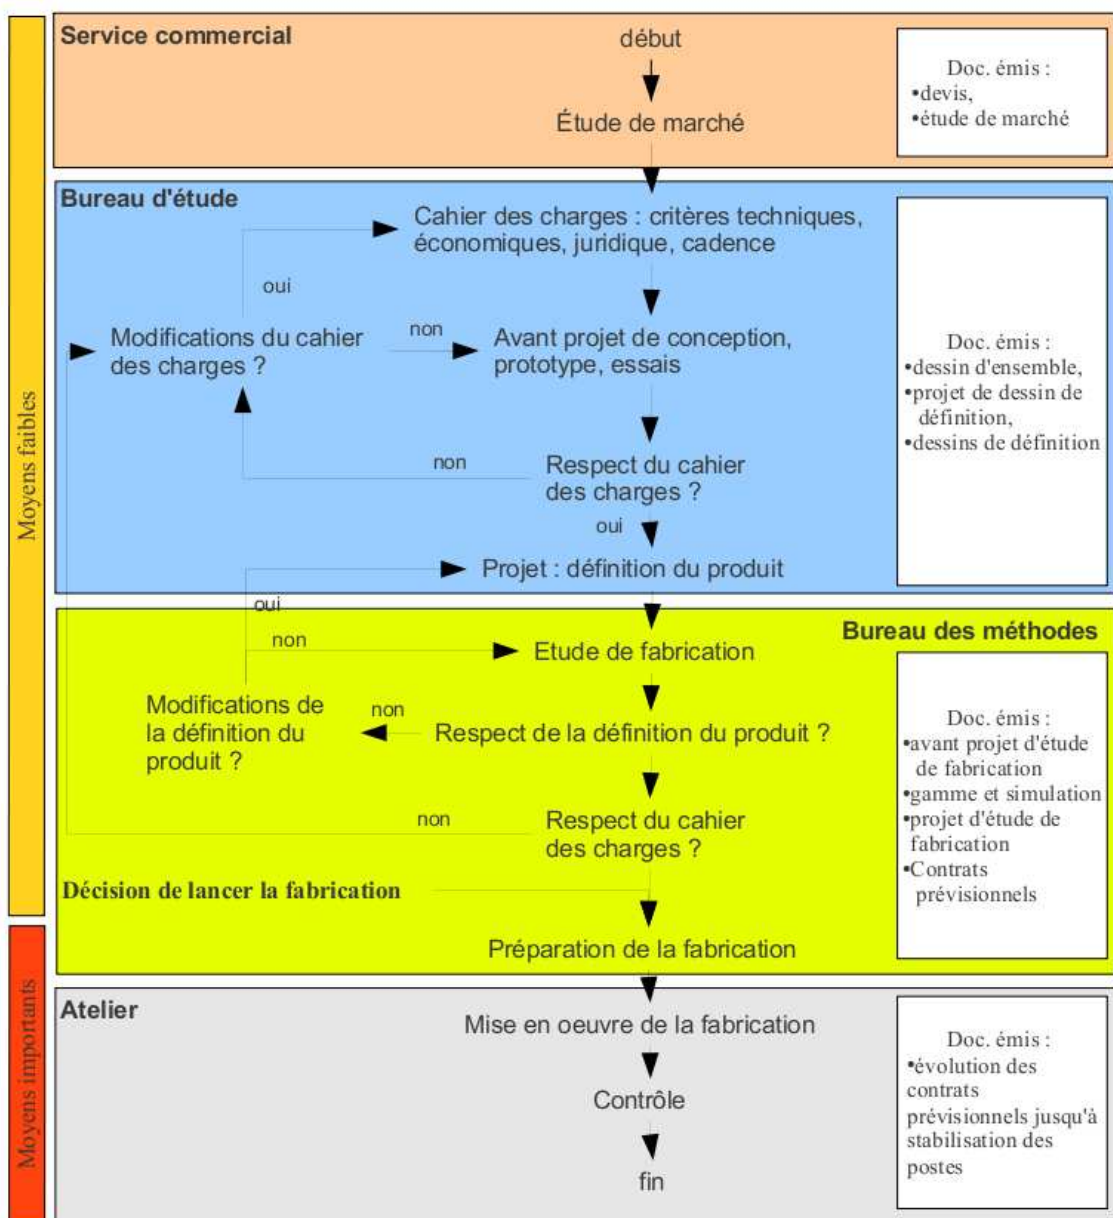 Moyens faibles
Moyens importants
Service commercial
début
Étude de marché
Doc. émis :
•devis,
•étude de marché
Bureau d'étude
Cahier des charges : critères techniques,
économiques, juridique, cadence
oui
Modifications du cahier
des charges ?
non
Avant projet de conception,
prototype, essais
non
Respect du cahier
des charges ?
oui
Projet : définition du produit
Doc. émis :
•dessin d'ensemble,
•projet de dessin de
définition,
•dessins de définition
oui
Bureau des méthodes
non
Etude de fabrication
Modifications de
la définition du
produit ?
non
Respect de la définition du produit ?
non
Respect du cahier
des charges ?
Décision de lancer la fabrication
Préparation de la fabrication
Doc. émis :
•avant projet d'étude
de fabrication
•gamme et simulation
•projet d'étude de
fabrication
•Contrats
prévisionnels
Atelier
Mise en oeuvre de la fabrication
Contrôle
fin
Doc. émis :
•évolution des
contrats
prévisionnels jusqu'à
stabilisation des
postes